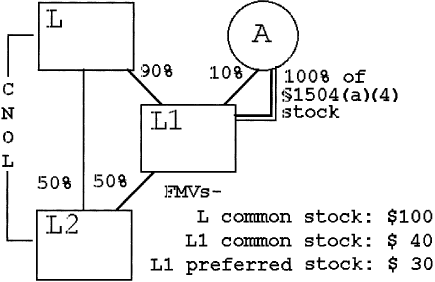 L
A
90%
10%
100% of
§1504(a)(4)
stock
CNOL
L1
50%
50%
FMVs-
L2
L common stock: $100
L1 common stock: $ 40
L1 preferred stock: $ 30